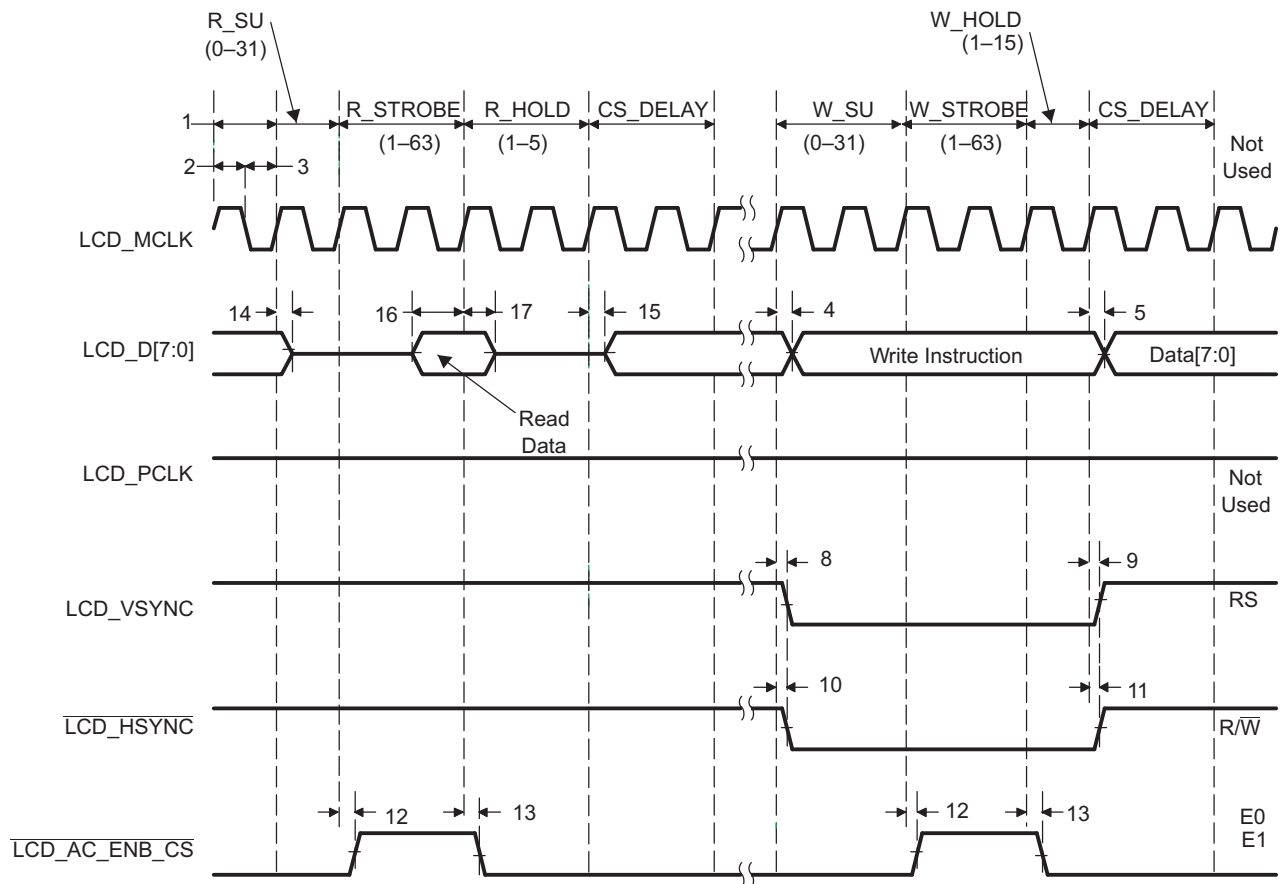 R_SU
(0–31)
W_HOLD
(1–15)
1
R_STROBE
(1–63)
R_HOLD
(1–5)
CS_DELAY
W_SU
(0–31)
W_STROBE
(1–63)
CS_DELAY
Not
Used
2
3
LCD_MCLK
14
16
17
15
4
5
LCD_D[7:0]
Write Instruction
Data[7:0]
Read
Data
LCD_PCLK
Not
Used
8
9
LCD_VSYNC
RS
10
11
LCD_HSYNC
R/W
12
13
12
13
E0
E1
LCD_AC_ENB_CS